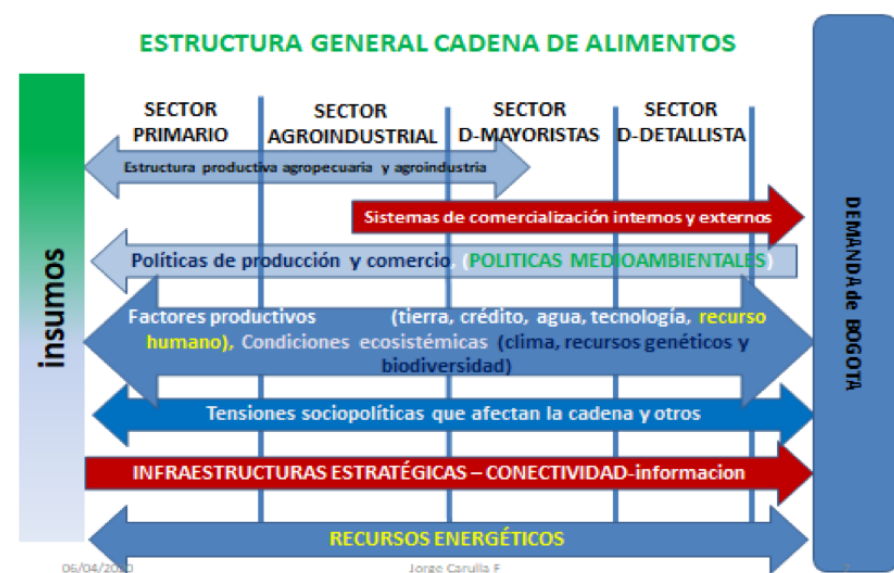 ESTRUCTURA GENERAL CADENA DE ALIMENTOS
SECTOR
PRIMARIO
SECTOR
AGROINDUSTRIAL
SECTOR
D-MAYORISTAS
SECTOR
D-DETALLISTA
Estructura productiva agropecuaria y agroindustria
Sistemas de comercialización internos y externos
Políticas de producción y comercio, (POLITICAS MEDIOAMBIENTALES)
Factores productivos (tierra, crédito, agua, tecnología, recurso
humano), Condiciones ecosistémicas (clima, recursos genéticos y
biodiversidad)
Tensiones sociopolíticas que afectan la cadena y otros
INFRAESTRUCTURAS ESTRATÉGICAS – CONECTIVIDAD-informacion
RECURSOS ENERGÉTICOS
insumos
DEMANDA de BOGOTA
Jorge Carulla F